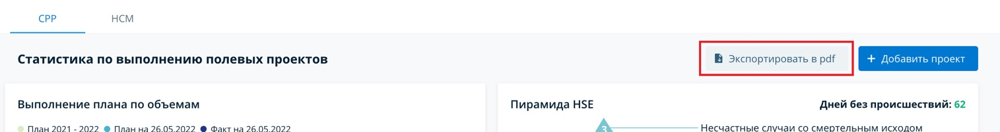 СРР НСМ
Статистика по выполнению полевых проектов Экспортировать в pdf + Добавить проект
Выполнение плана по объемам
План 2021 - 2022 План на 26.05.2022 Факт на 26.05.2022
Пирамида HSE Дней без происшествий: 62
3 Несчастные случаи со смертельным исходом